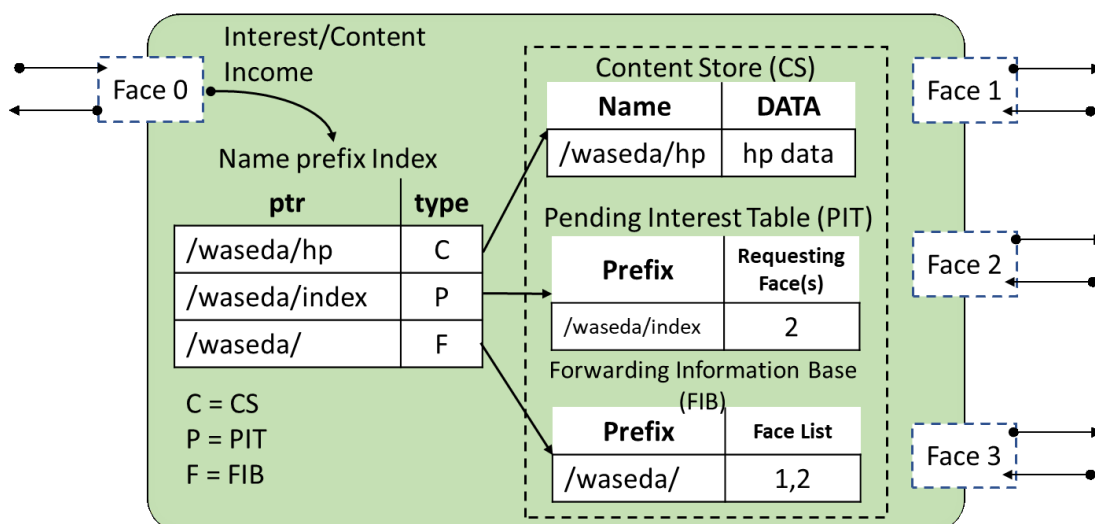 Interest/Content
Income
Face 0
Name prefix Index
ptr type
/waseda/hp C
/waseda/index P
/waseda/ F
C = CS
P = PIT
F = FIB
Content Store (CS)
Name DATA
/waseda/hp hp data
Pending Interest Table (PIT)
Prefix Requesting
Face(s)
/waseda/index 2
Forwarding Information Base
(FIB)
Prefix Face List
/waseda/ 1,2
Face 1
Face 2
Face 3